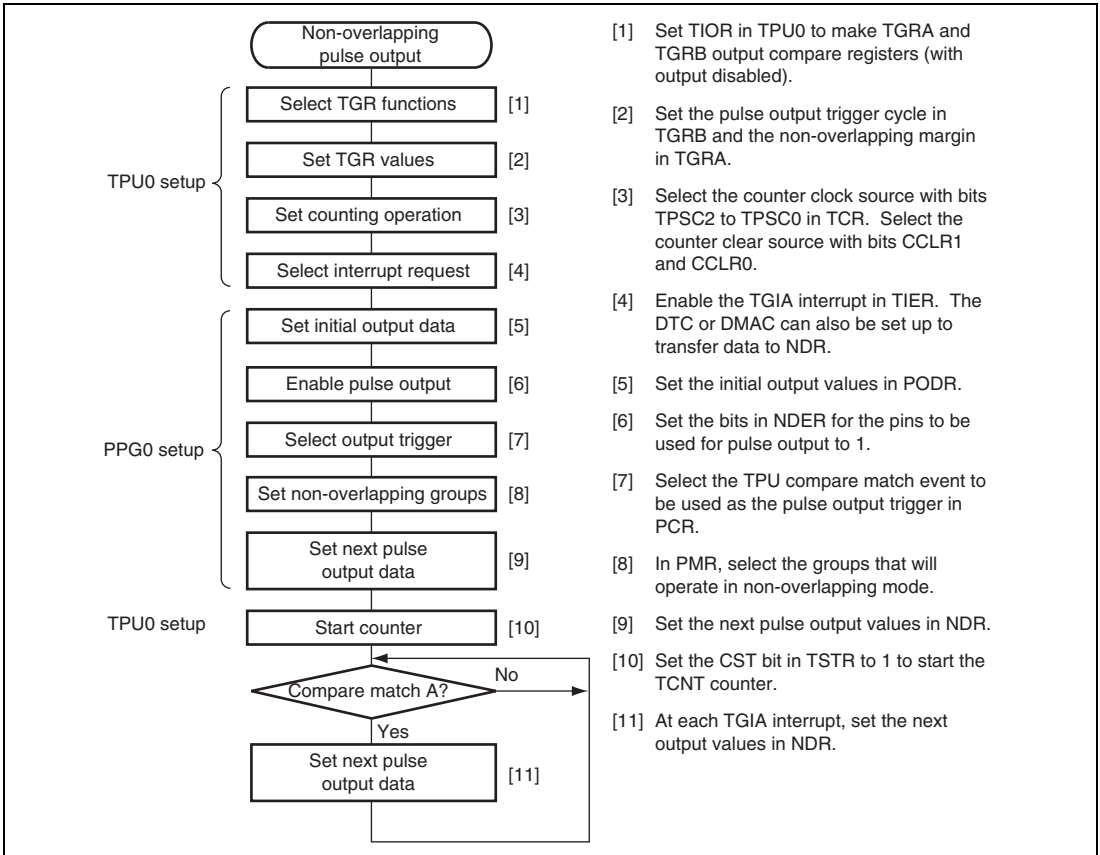 Non-overlapping
pulse output
TPU0 setup
Select TGR functions [1]
Set TGR values [2]
Set counting operation [3]
Select interrupt request [4]
PPG0 setup
Set initial output data [5]
Enable pulse output [6]
Select output trigger [7]
Set non-overlapping groups [8]
Set next pulse
output data
[9]
TPU0 setup
Start counter [10]
Compare match A?
No
Yes
Set next pulse
output data
[11]
[1] Set TIOR in TPU0 to make TGRA and
TGRB output compare registers (with
output disabled).
[2] Set the pulse output trigger cycle in
TGRB and the non-overlapping margin
in TGRA.
[3] Select the counter clock source with bits
TPSC2 to TPSC0 in TCR. Select the
counter clear source with bits CCLR1
and CCLR0.
[4] Enable the TGIA interrupt in TIER. The
DTC or DMAC can also be set up to
transfer data to NDR.
[5] Set the initial output values in PODR.
[6] Set the bits in NDER for the pins to be
used for pulse output to 1.
[7] Select the TPU compare match event to
be used as the pulse output trigger in
PCR.
[8] In PMR, select the groups that will
operate in non-overlapping mode.
[9] Set the next pulse output values in NDR.
[10] Set the CST bit in TSTR to 1 to start the
TCNT counter.
[11] At each TGIA interrupt, set the next
output values in NDR.